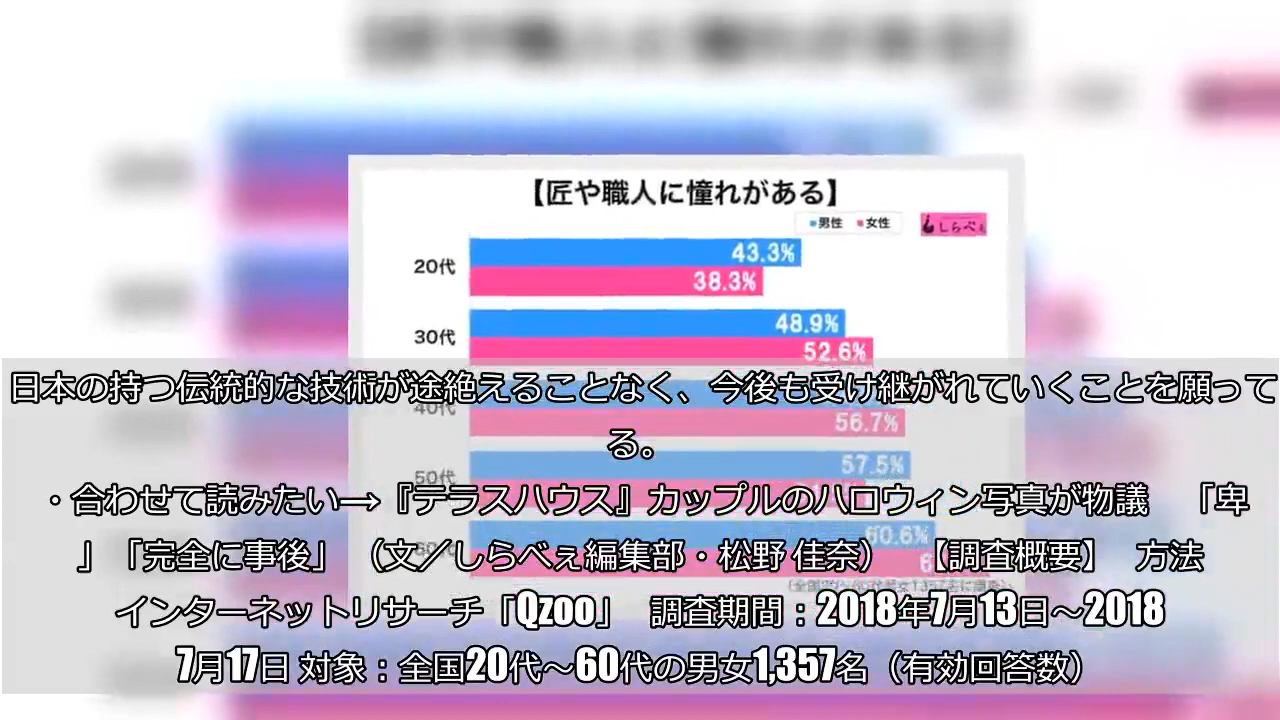 【匠や職人に憧れがある】
男性 女性
しらべぇ
20代
43.3%
38.3%
30代
48.9%
52.6%
40代
56.7%
50代
57.5%
60.6%
日本の持つ伝統的な技術が途絶えることなく、今後も受け継がれていくことを願って
る。
・合わせて読みたい→『テラスハウス』カップルのハロウィン写真が物議 「卑
」「完全に事後」（文／しらべぇ編集部・松野 佳奈） 【調査概要】 方法
インターネットリサーチ「Qzoo」 調査期間：2018年7月13日～2018
7月17日 対象：全国20代～60代の男女1,357名（有効回答数）